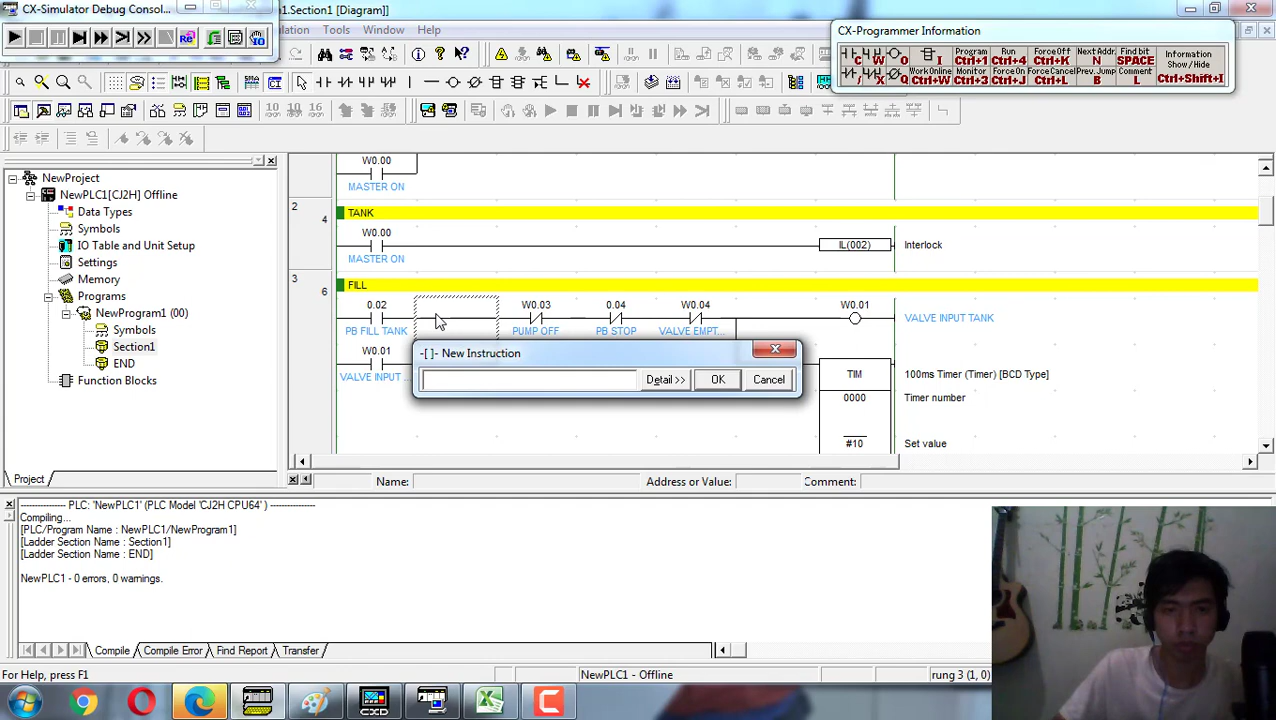 CX-Simulator Debug Consol...
1.Section1 [Diagram]]
Tools
Window
Help
CX-Programmer Information
C
W
O
I
Program
Ctrl+1
Run
Ctrl+4
Force Off
Ctrl+K
Next Addr.
N
Find bit
SPACE
Information
Show / Hide
Ctrl+Shift+I
/
X
Q
Work Online
Ctrl+W
Monitor
Ctrl+3
Force On
Ctrl+J
Force Cancel
Ctrl+L
Prev. Jump
B
Comment
L
NewProject
NewPLC1[CJ2H] Offline
Data Types
Symbols
IO Table and Unit Setup
Settings
Memory
Programs
NewProgram1 (00)
Symbols
Section1
END
Function Blocks
Project
W0.00
MASTER ON
2
4
TANK
W0.00
MASTER ON
IL(002)
Interlock
3
6
FILL
0.02
W0.03
0.04
W0.04
W0.01
PB FILL TANK
PUMP OFF
PB STOP
VALVE EMPT...
VALVE INPUT TANK
W0.01
VALVE INPUT ...
-[ ]- New Instruction
Detail >>
OK
Cancel
TIM
100ms Timer (Timer) [BCD Type]
0000
Timer number
#10
Set value
Name:
Address or Value:
Comment:
--------------- PLC: 'NewPLC1' (PLC Model 'CJ2H CPU64' ) ---------------
Compiling...
[PLC/Program Name : NewPLC1/NewProgram1]
[Ladder Section Name : Section1]
[Ladder Section Name : END]
NewPLC1 - 0 errors, 0 warnings.
Compile
Compile Error
Find Report
Transfer
For Help, press F1
NewPLC1 - Offline
rung 3 (1, 0)